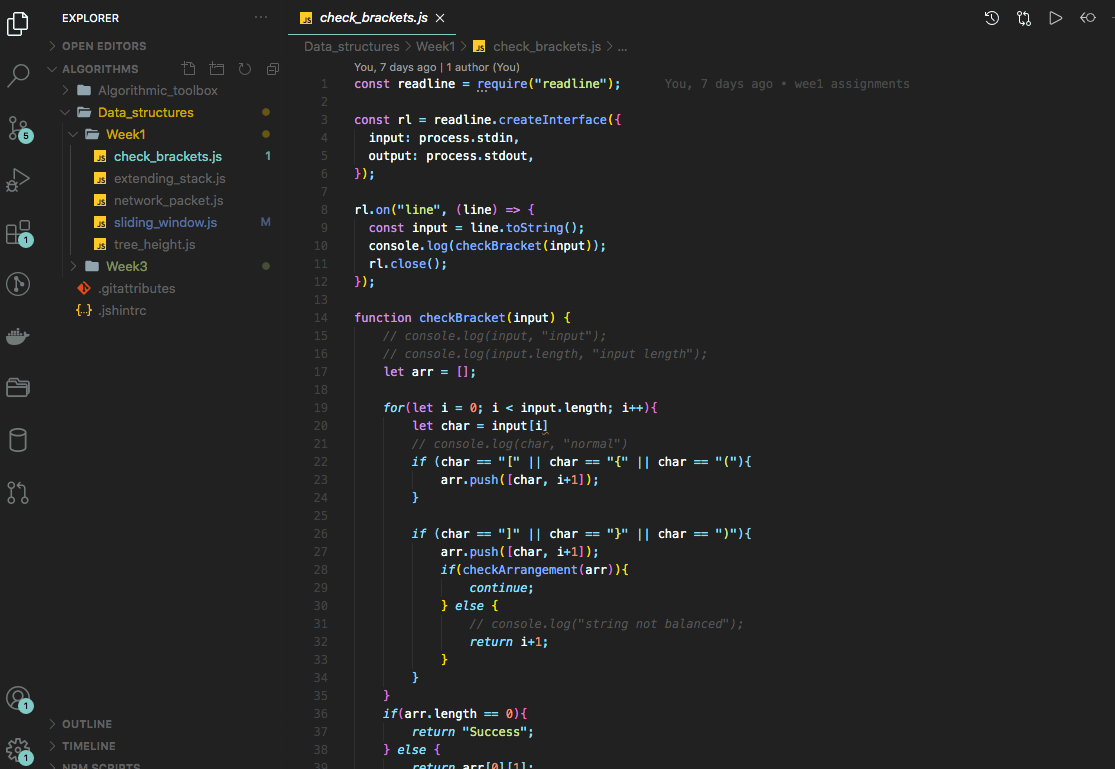 EXPLORER
OPEN EDITORS
ALGORITHMS
Algorithmic_toolbox
Data_structures
Week1
JS check_brackets.js 1
JS extending_stack.js
JS network_packet.js
JS sliding_window.js M
JS tree_height.js
Week3
.gitattributes
{..} .jshintrc
OUTLINE
TIMELINE
NPM SCRIPTS
5
1
1
1
JS check_brackets.js
Data_structures > Week1 > JS check_brackets.js > ...
You, 7 days ago | 1 author (You)
1 const readline = require("readline"); You, 7 days ago • wee1 assignments
2
3 const rl = readline.createInterface({
4 input: process.stdin,
5 output: process.stdout,
6 });
7
8 rl.on("line", (line) => {
9 const input = line.toString();
10 console.log(checkBracket(input));
11 rl.close();
12 });
13
14 function checkBracket(input) {
15 // console.log(input, "input");
16 // console.log(input.length, "input length");
17 let arr = [];
18
19 for(let i = 0; i < input.length; i++){
20 let char = input[i]
21 // console.log(char, "normal")
22 if (char == "[" || char == "{" || char == "("){
23 arr.push([char, i+1]);
24 }
25
26 if (char == "]" || char == "}" || char == ")"){
27 arr.push([char, i+1]);
28 if(checkArrangement(arr)){
29 continue;
30 } else {
31 // console.log("string not balanced");
32 return i+1;
33 }
34 }
35 }
36 if(arr.length == 0){
37 return "Success";
38 } else {
39 return arr[0][1];